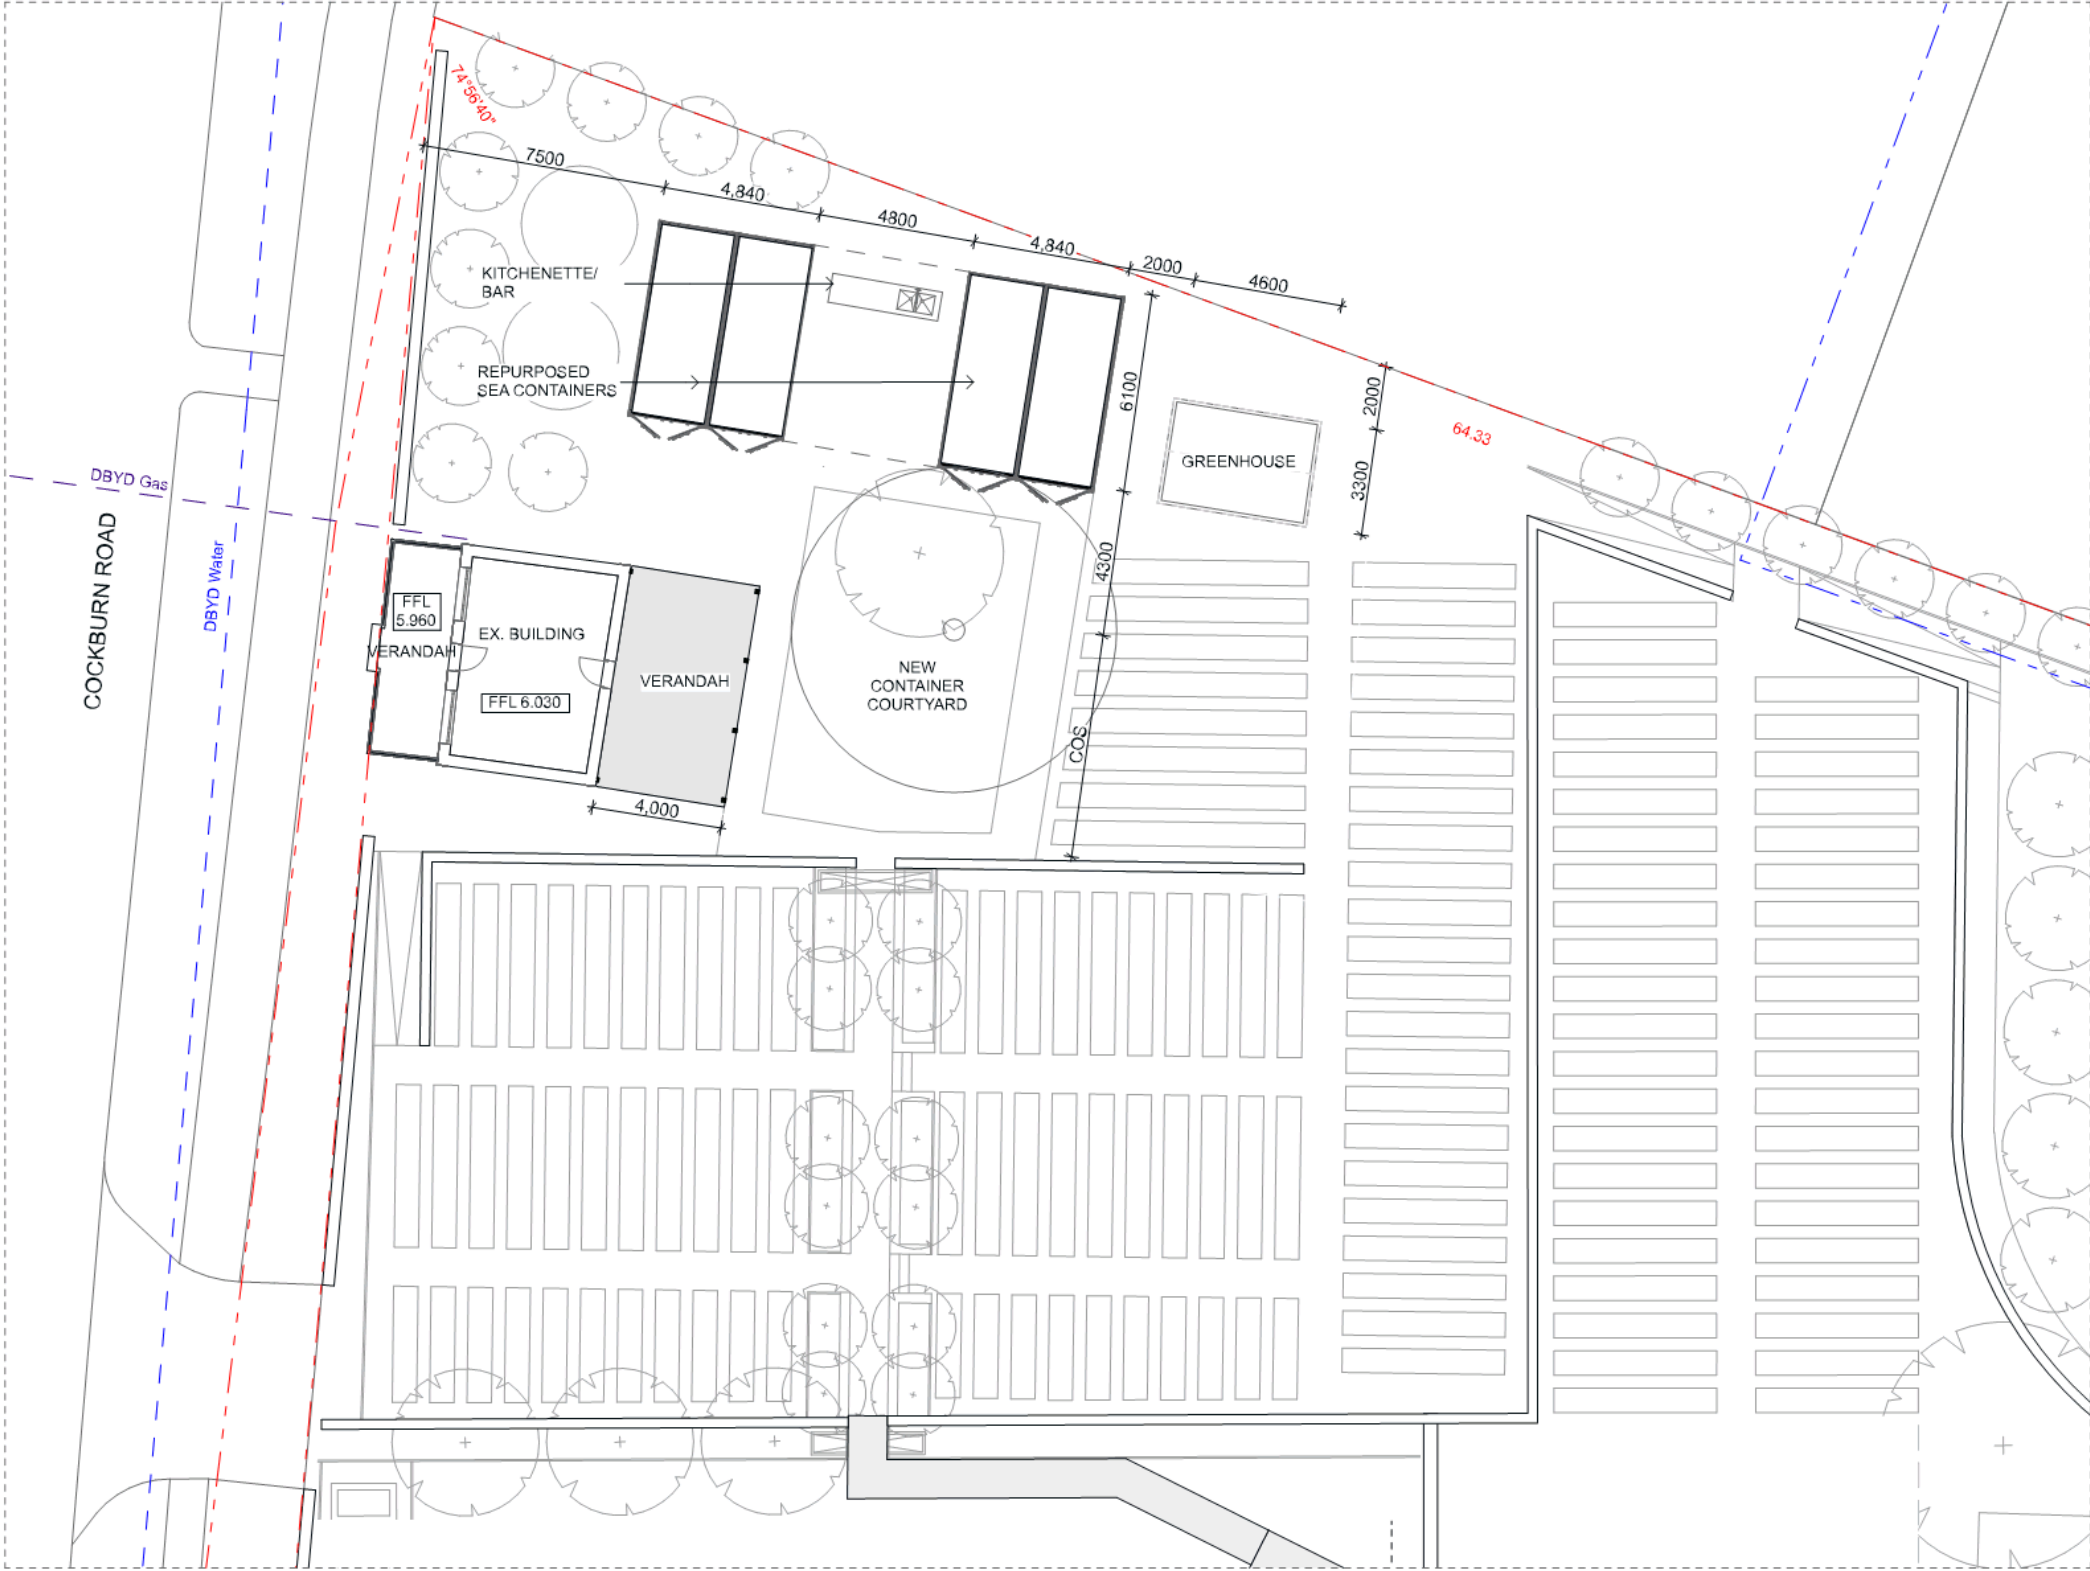 74°56'40"
7500
4,840
4800
4,840
2000
4600
KITCHENETTE/
BAR
REPURPOSED
SEA CONTAINERS
6100
2000
3300
GREENHOUSE
64.33
DBYD Gas
COCKBURN ROAD
DBYD Water
FFL
5.960
VERANDAH
EX. BUILDING
FFL 6.030
VERANDAH
4,000
NEW
CONTAINER
COURTYARD
4300
COS